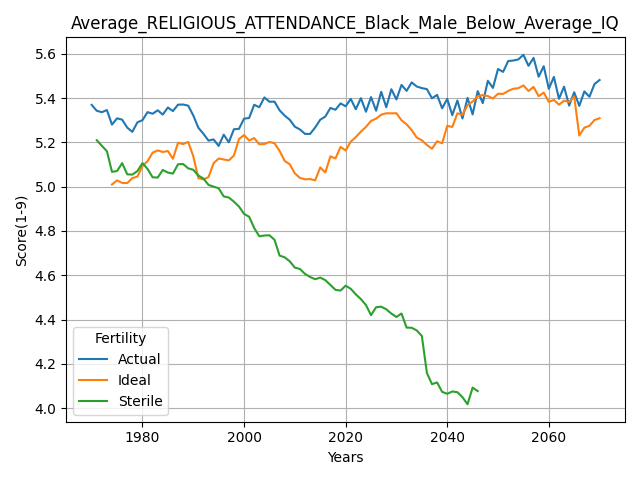 Average_RELIGIOUS_ATTENDANCE_Black_Male_Below_Average_IQ
Score(1-9)
5.6
5.4
5.2
5.0
4.8
4.6
4.4
4.2
4.0
Fertility
Actual
Ideal
Sterile
1980 2000 2020 2040 2060
Years